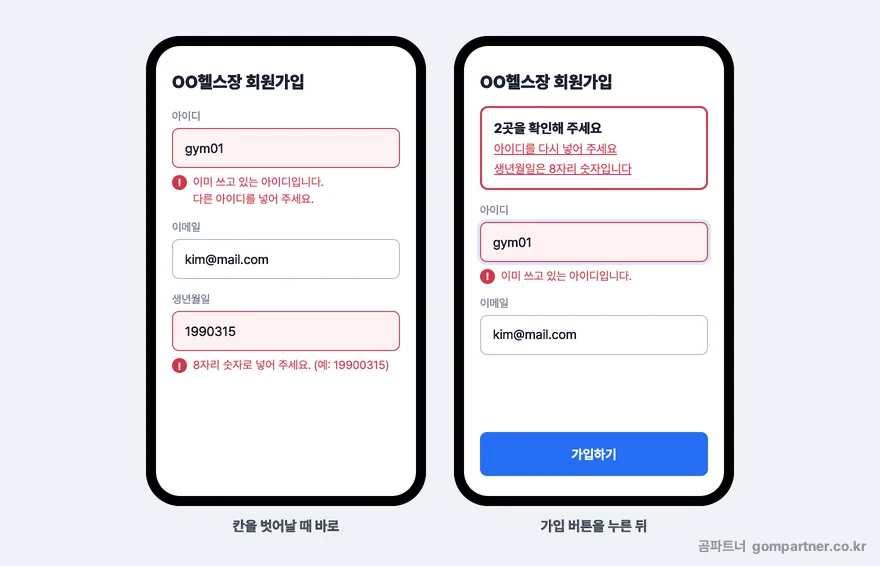 OO헬스장 회원가입
아이디
gym01
이미 쓰고 있는 아이디입니다.
다른 아이디를 넣어 주세요.
이메일
kim@mail.com
생년월일
1990315
8자리 숫자로 넣어 주세요. (예: 19900315)
칸을 벗어날 때 바로
OO헬스장 회원가입
2곳을 확인해 주세요
아이디를 다시 넣어 주세요
생년월일은 8자리 숫자입니다
아이디
gym01
이미 쓰고 있는 아이디입니다.
이메일
kim@mail.com
가입하기
가입 버튼을 누른 뒤
곰파트너 gompartner.co.kr